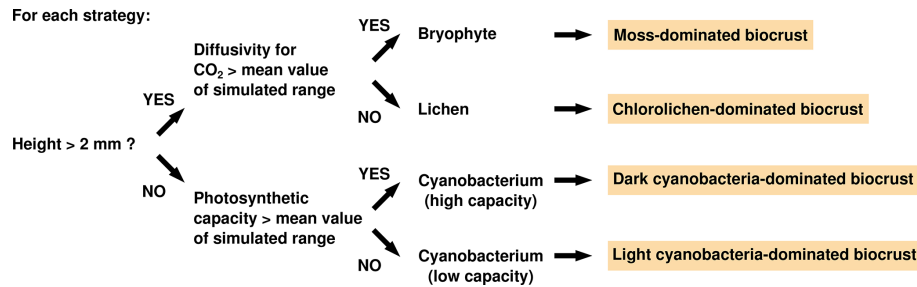 For each strategy:
Height > 2 mm ?
YES
NO
Diffusivity for
CO₂ > mean value
of simulated range
Photosynthetic
capacity > mean value
of simulated range
YES
NO
YES
NO
Bryophyte
Lichen
Cyanobacterium
(high capacity)
Cyanobacterium
(low capacity)
Moss-dominated biocrust
Chlorolichen-dominated biocrust
Dark cyanobacteria-dominated biocrust
Light cyanobacteria-dominated biocrust